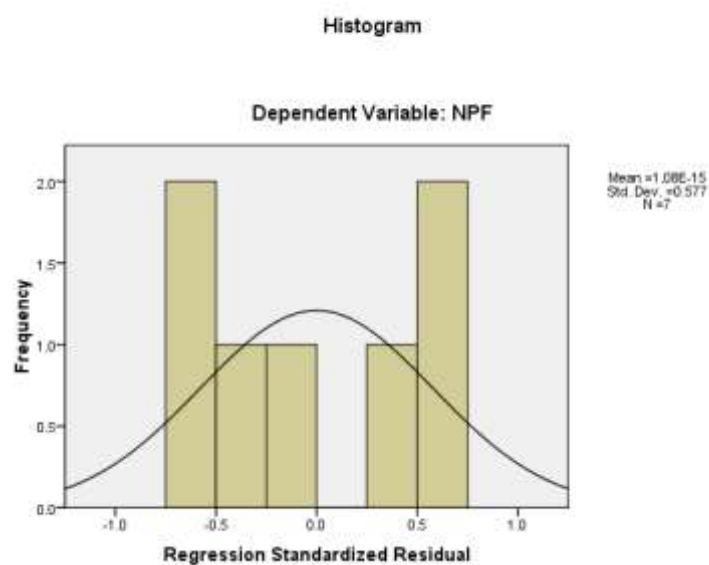 Histogram
Dependent Variable: NPF
Mean =1.08E-15
Std. Dev. =0.577
N =7
Frequency
2.0
1.5
1.0
0.5
0.0
-1.0 -0.5 0.0 0.5 1.0
Regression Standardized Residual